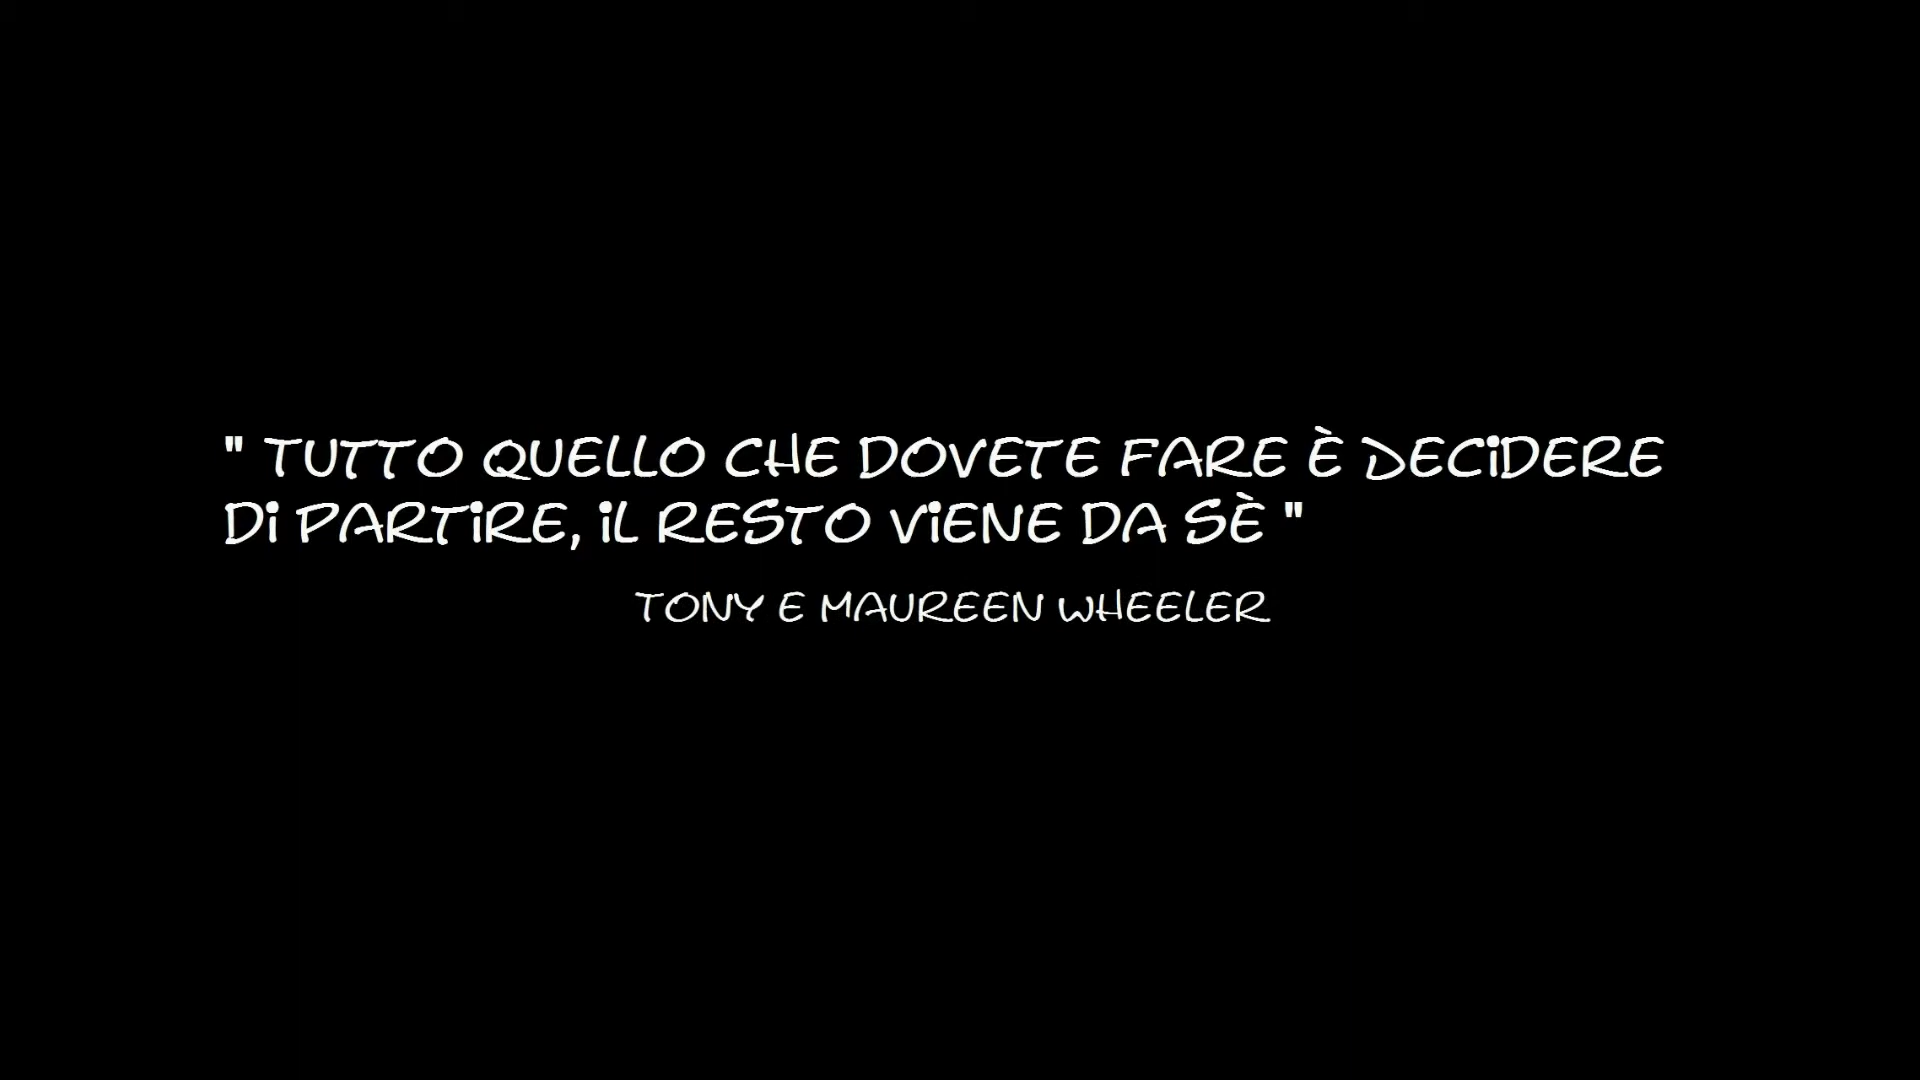 " TUTTO QUELLO CHE DOVETE FARE È DECIDERE
DI PARTIRE, IL RESTO VIENE DA SÈ "
TONY E MAUREEN WHEELER